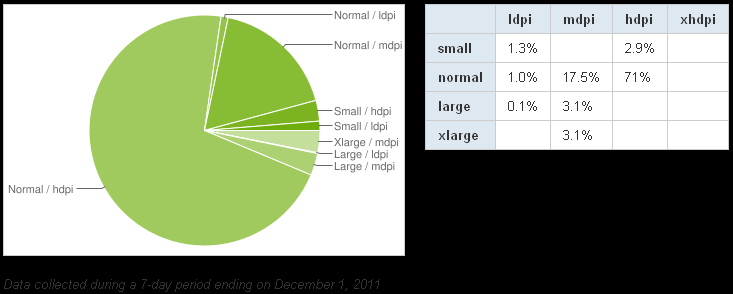 Normal / ldpi
Normal / mdpi
Small / hdpi
Small / ldpi
Xlarge / mdpi
Large / ldpi
Large / mdpi
Normal / hdpi
ldpi mdpi hdpi xhdpi
small 1.3% 2.9%
normal 1.0% 17.5% 71%
large 0.1% 3.1%
xlarge 3.1%
Data collected during a 7-day period ending on December 1, 2011